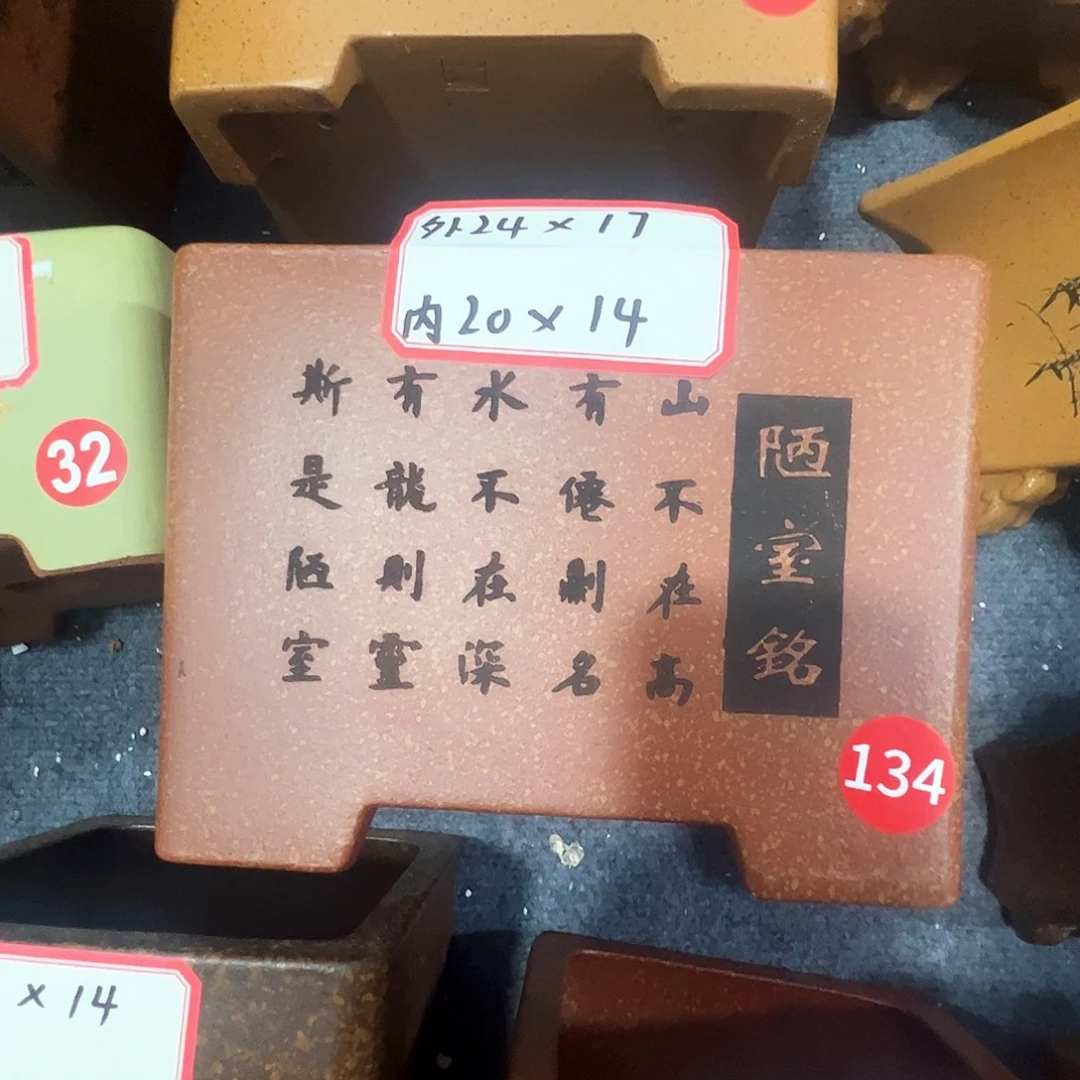 外24×17
内20×14
陋室銘
山不在高
有僊則名
水不在深
有龍則靈
斯是陋室
134
32
×14